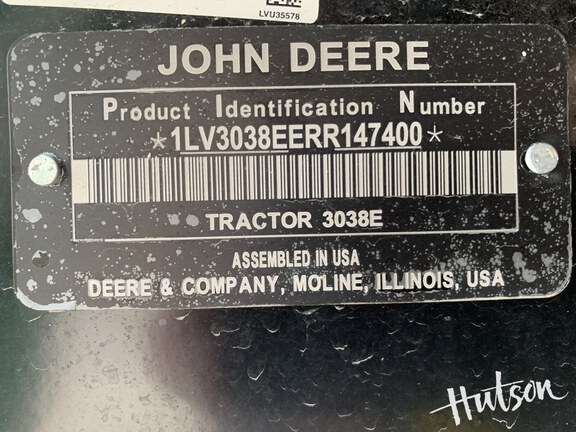 LVU35578
JOHN DEERE
Product Identification Number
*1LV3038EERR147400*
TRACTOR 3038E
ASSEMBLED IN USA
DEERE & COMPANY, MOLINE, ILLINOIS, USA
Hutson